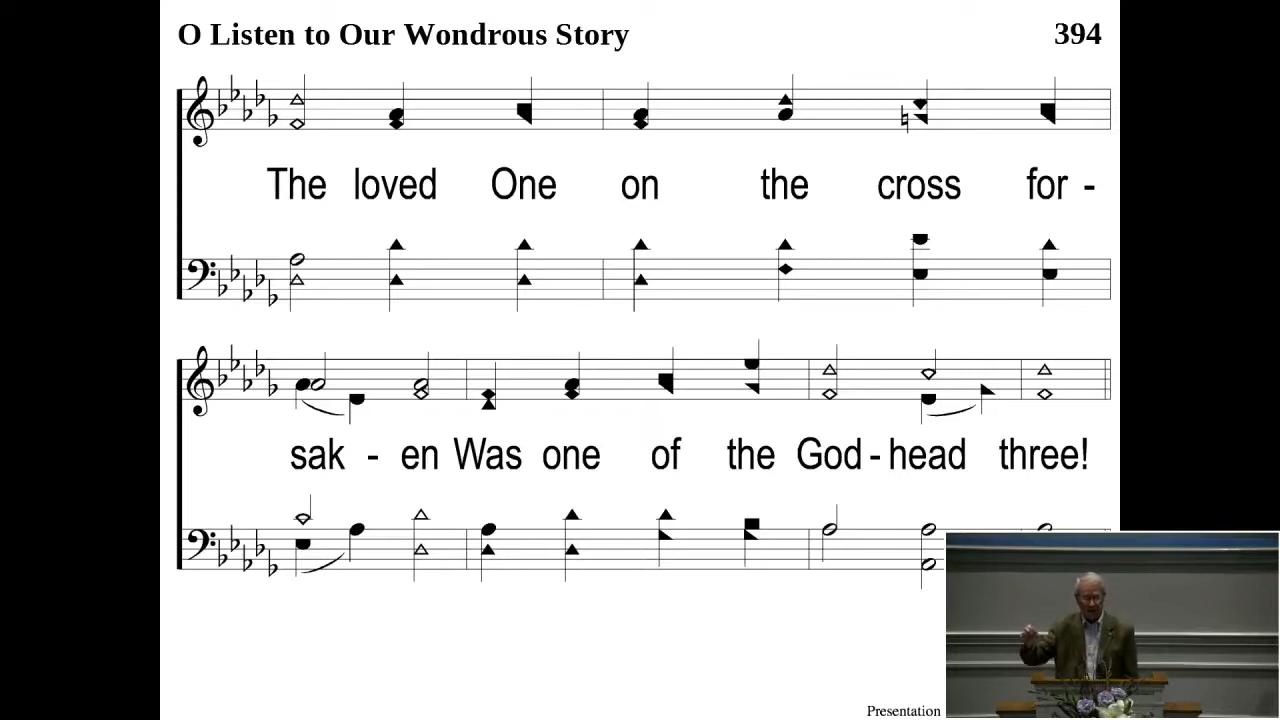 O Listen to Our Wondrous Story 394
The loved One on the cross for -
sak - en Was one of the God - head three!
Presentation